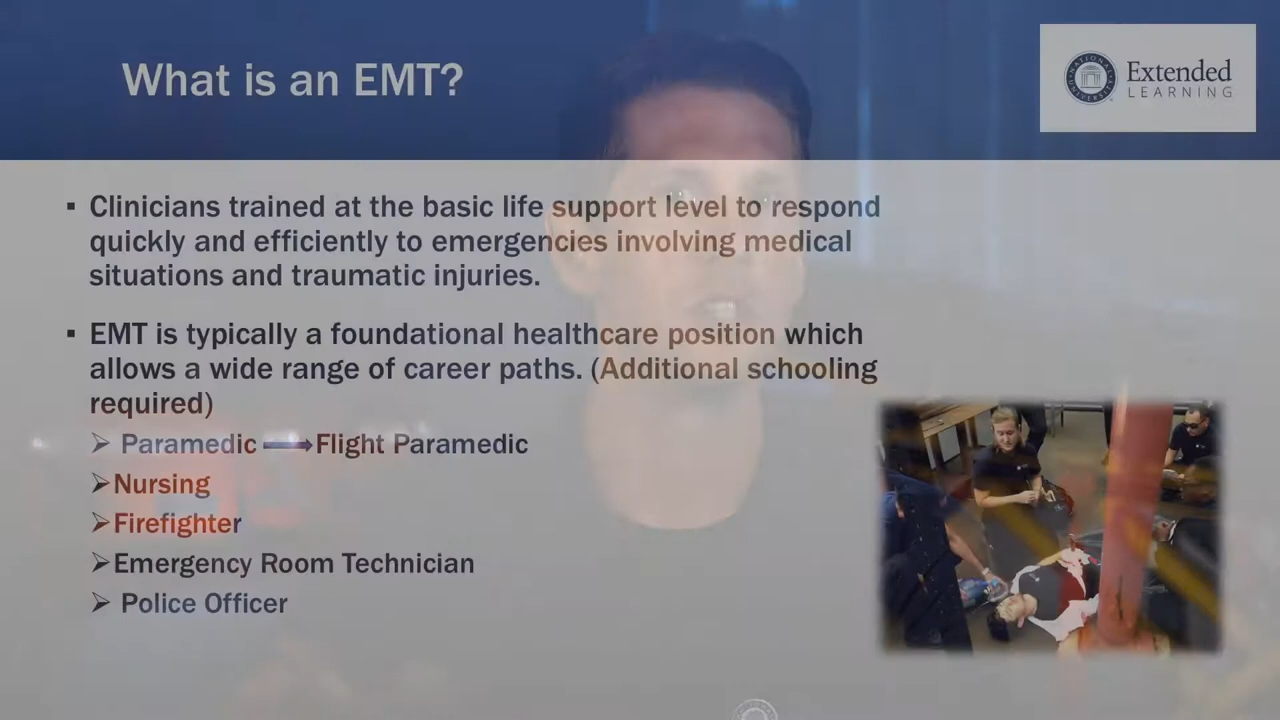 What is an EMT?
Extended
LEARNING
▪ Clinicians trained at the basic life support level to respond
quickly and efficiently to emergencies involving medical
situations and traumatic injuries.
▪ EMT is typically a foundational healthcare position which
allows a wide range of career paths. (Additional schooling
required)
➢ Paramedic ➝ Flight Paramedic
➢ Nursing
➢ Firefighter
➢ Emergency Room Technician
➢ Police Officer